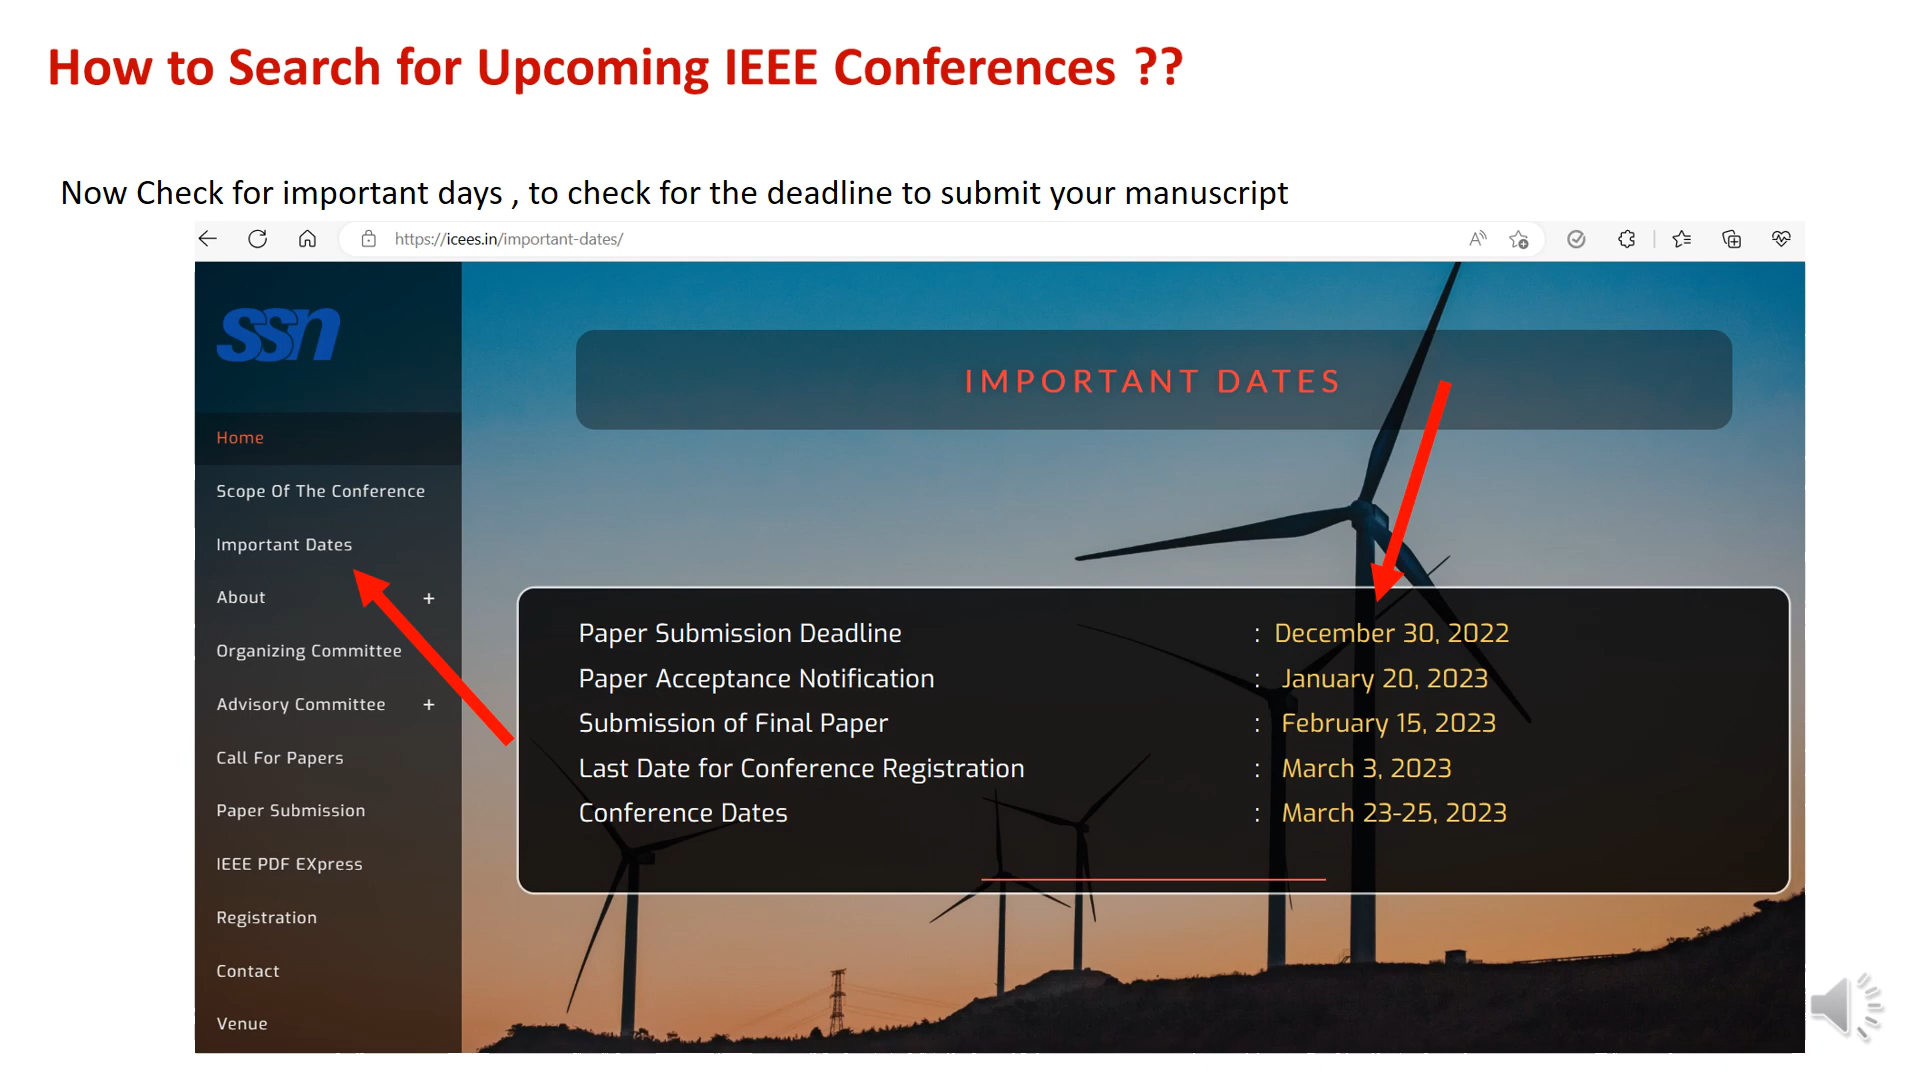 How to Search for Upcoming IEEE Conferences ??
Now Check for important days , to check for the deadline to submit your manuscript
https://icees.in/important-dates/
ssn
IMPORTANT DATES
Home
Scope Of The Conference
Important Dates
About +
Organizing Committee
Advisory Committee +
Call For Papers
Paper Submission
IEEE PDF EXpress
Registration
Contact
Venue
Paper Submission Deadline : December 30, 2022
Paper Acceptance Notification : January 20, 2023
Submission of Final Paper : February 15, 2023
Last Date for Conference Registration : March 3, 2023
Conference Dates : March 23-25, 2023